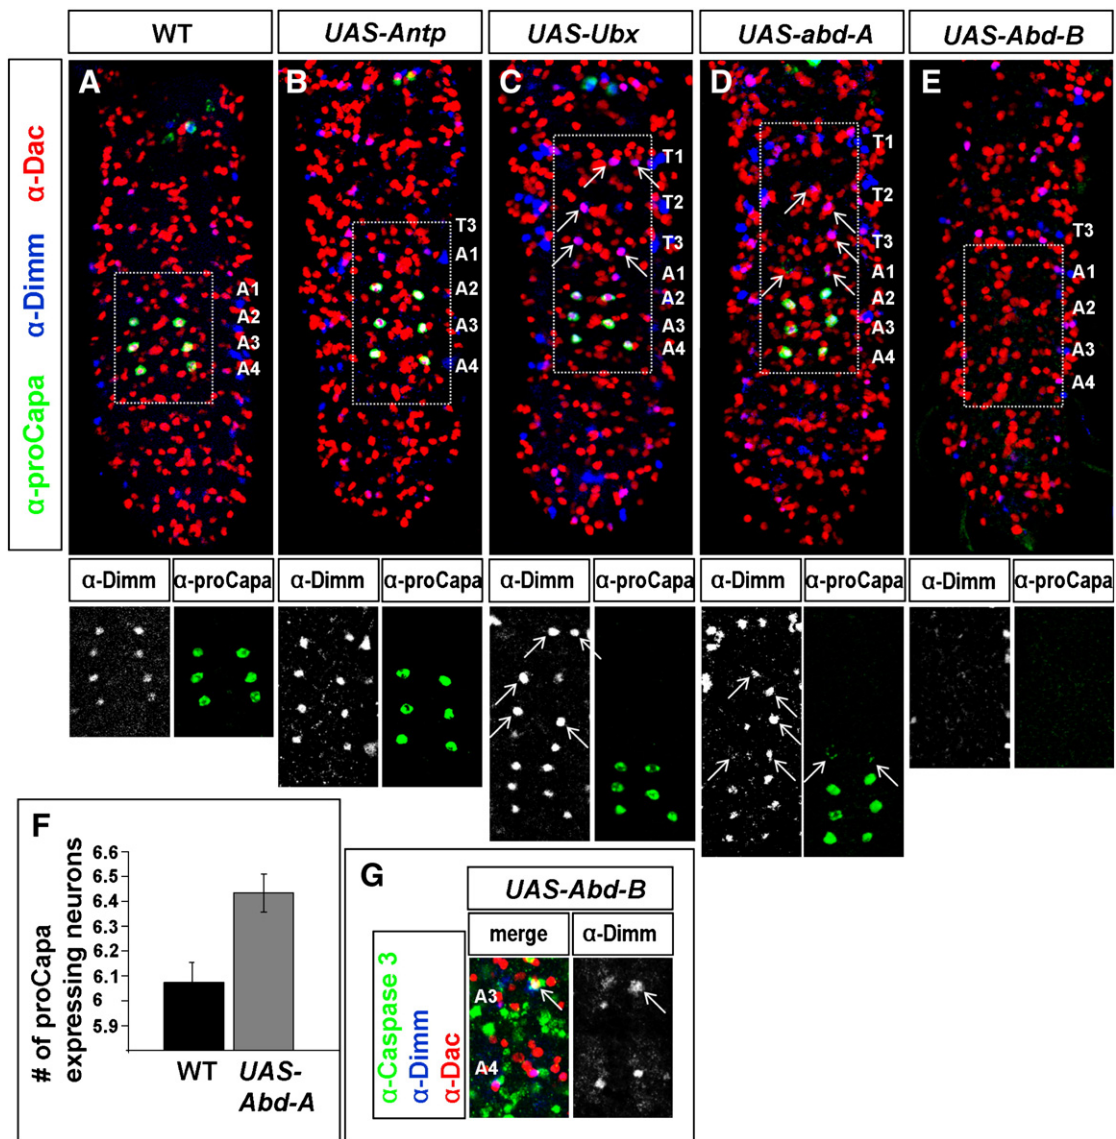 WT
UAS-Antp
UAS-Ubx
UAS-abd-A
UAS-Abd-B
α-proCapa α-Dimm α-Dac
A
A1
A2
A3
A4
B
T3
A1
A2
A3
A4
C
T1
T2
T3
A1
A2
A3
A4
D
T1
T2
T3
A1
A2
A3
A4
E
T3
A1
A2
A3
A4
α-Dimm
α-proCapa
α-Dimm
α-proCapa
α-Dimm
α-proCapa
α-Dimm
α-proCapa
α-Dimm
α-proCapa
F
# of proCapa
expressing neurons
6.6
6.5
6.4
6.3
6.2
6.1
6
5.9
WT
UAS-
Abd-A
G
UAS-Abd-B
merge
α-Dimm
α-Caspase 3
α-Dimm
α-Dac
A3
A4